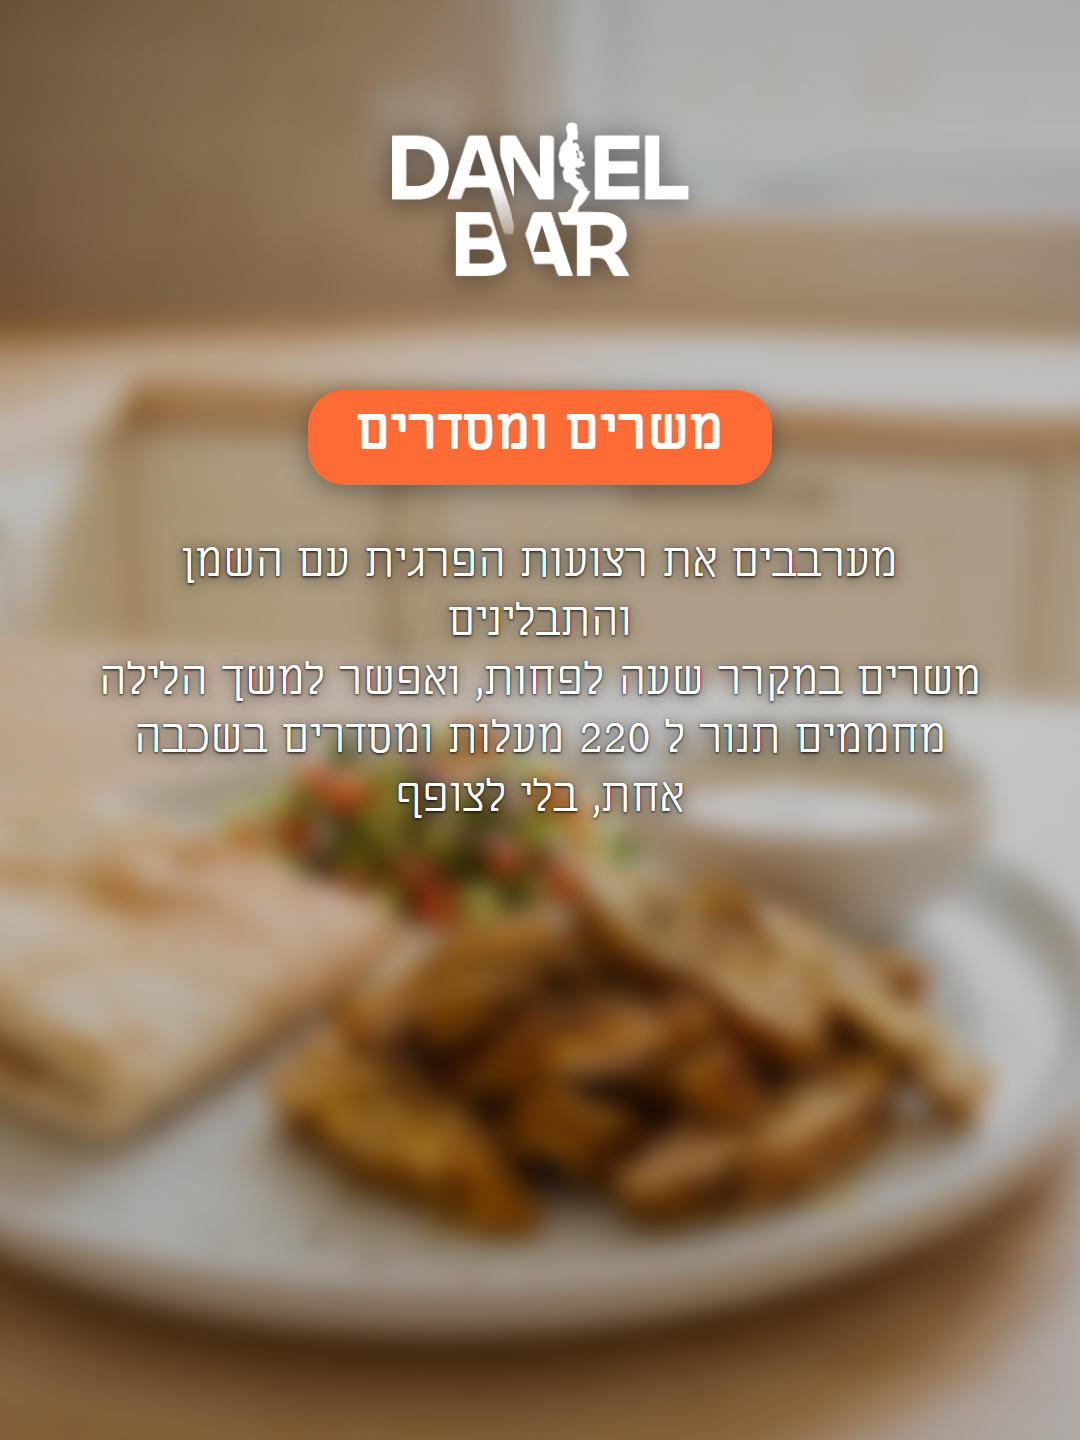 DANIEL
BAR
משרים ומסדרים
מערבבים את רצועות הפרגית עם השמן
והתבלינים
משרים במקרר שעה לפחות, ואפשר למשך הלילה
מחממים תנור ל 220 מעלות ומסדרים בשכבה
אחת, בלי לצופף